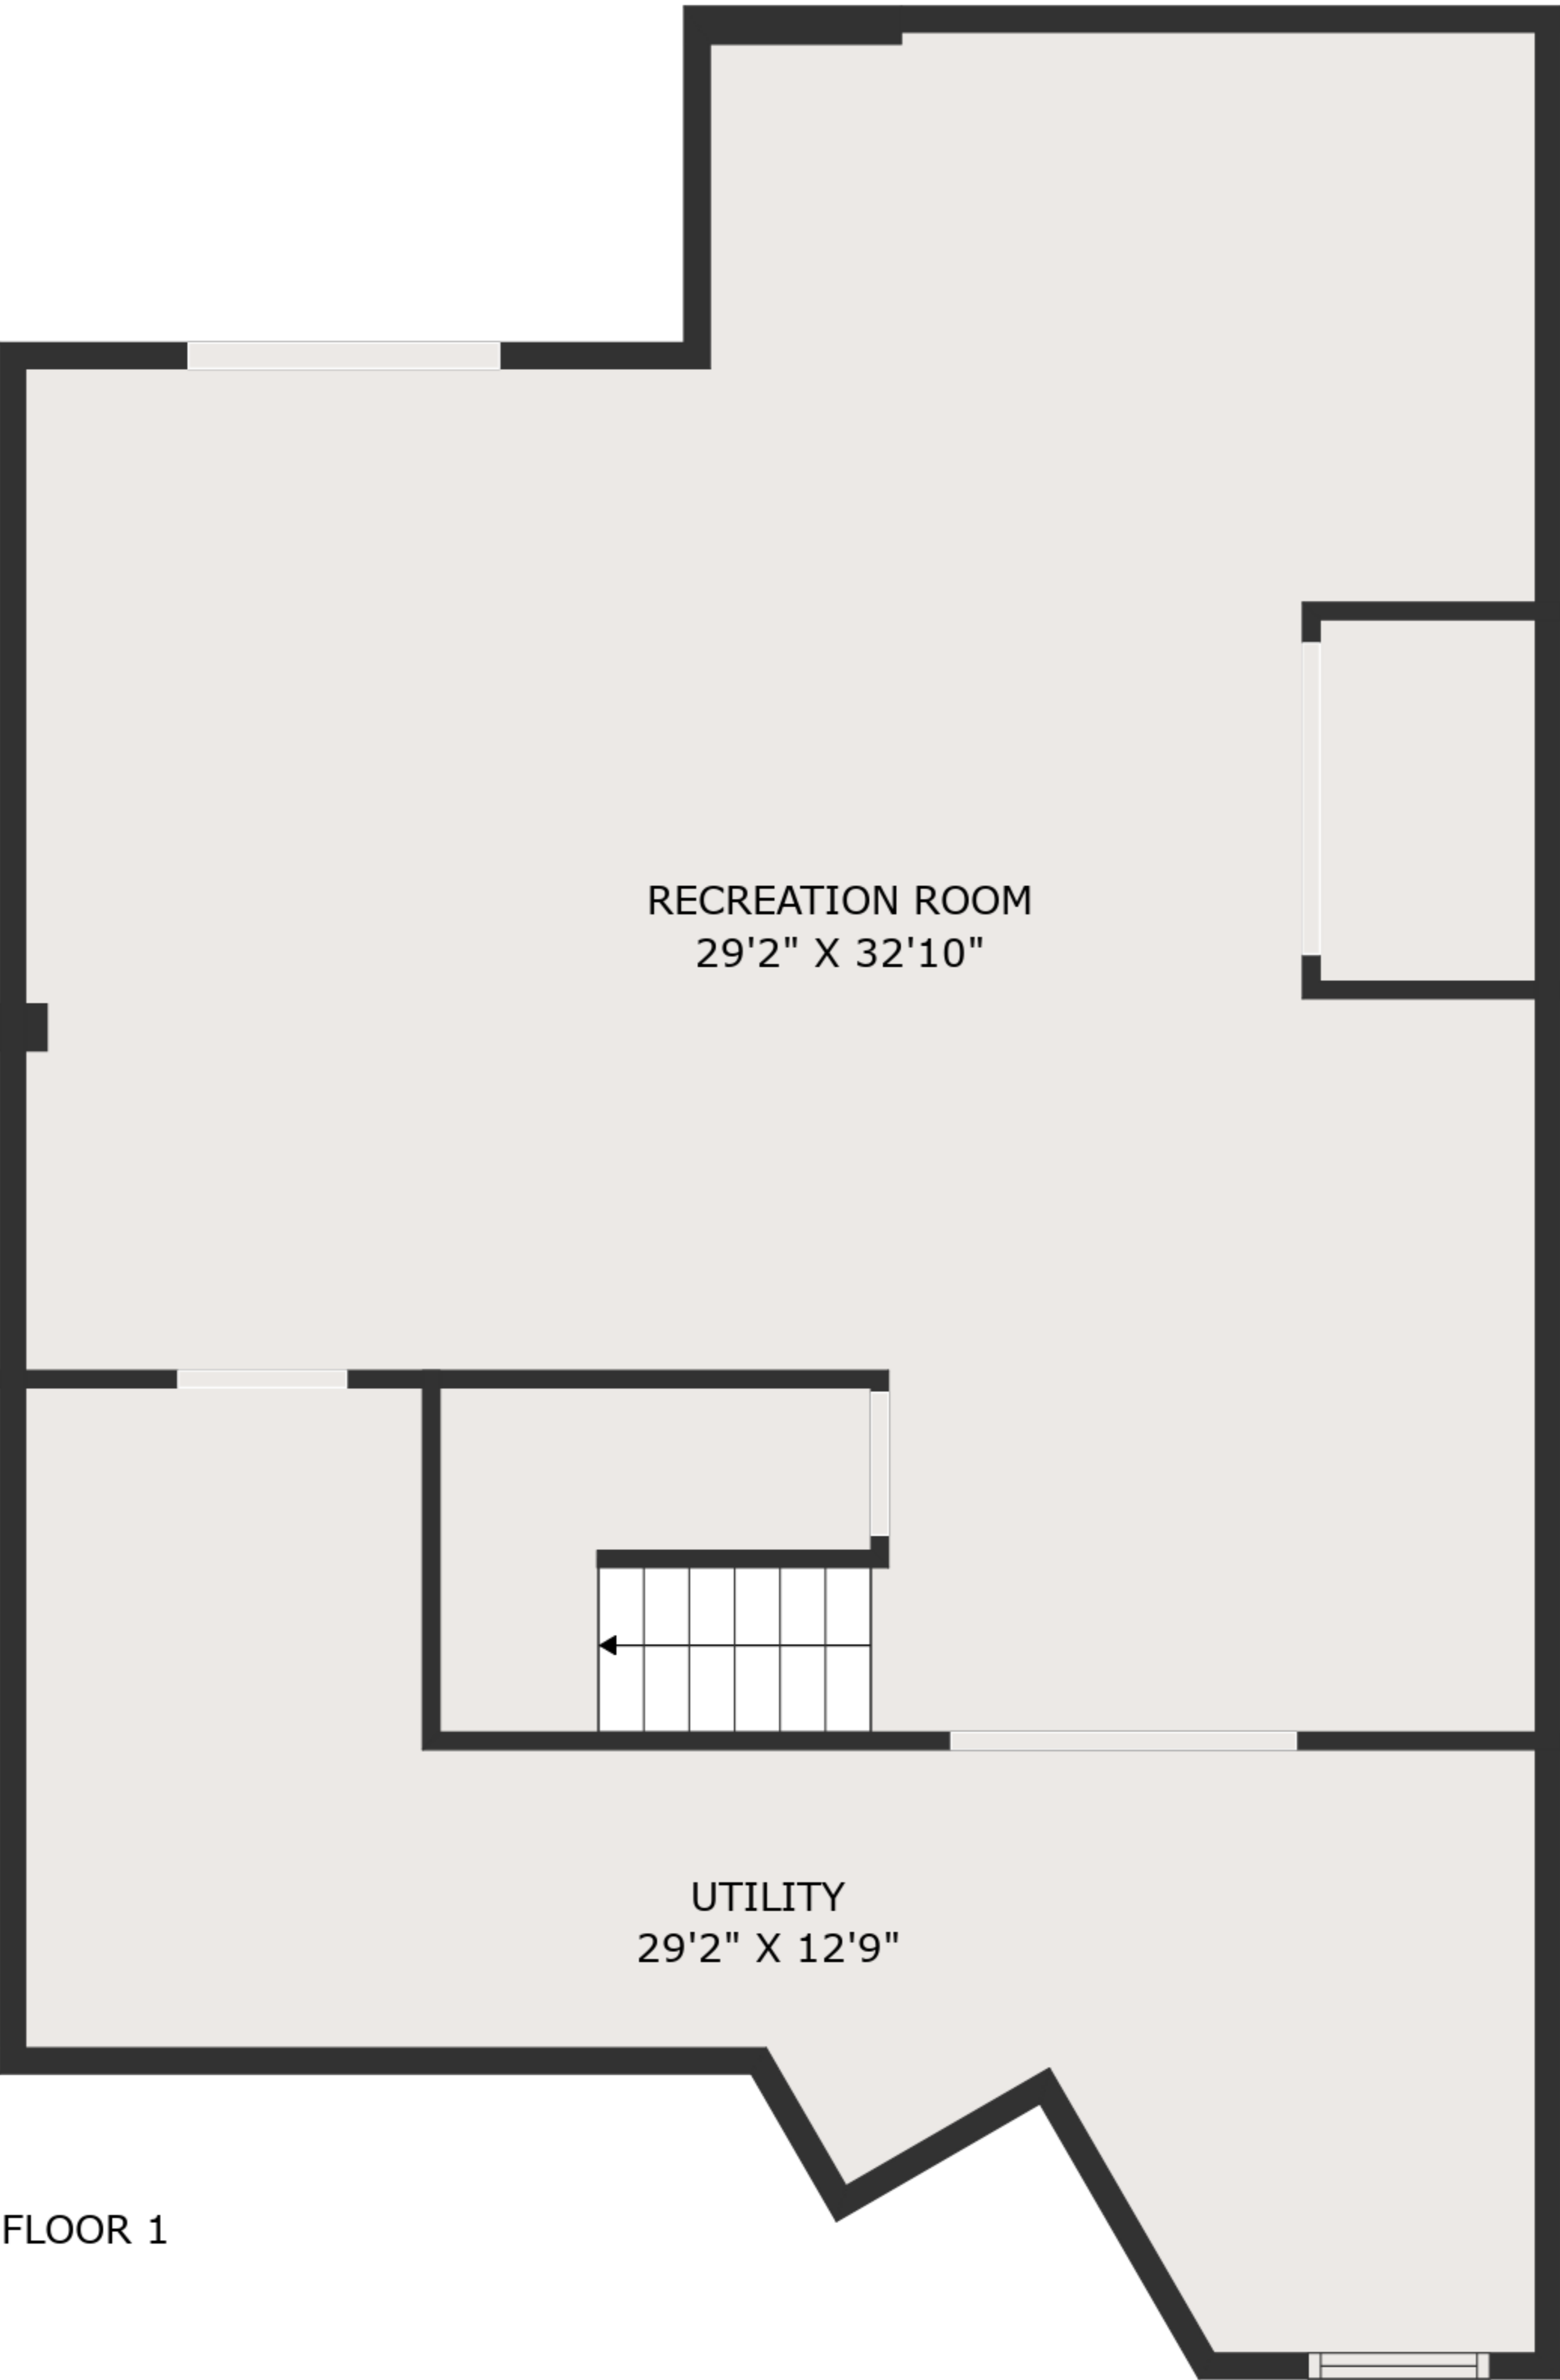 RECREATION ROOM
29'2" X 32'10"
UTILITY
29'2" X 12'9"
FLOOR 1